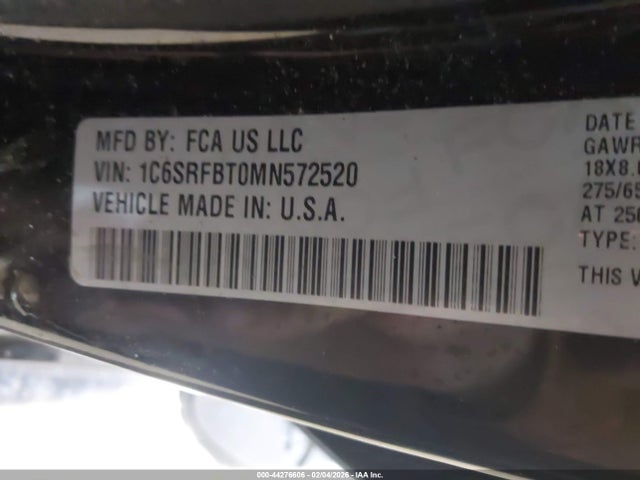 MFD BY: FCA US LLC
VIN: 1C6SRFBT0MN572520
VEHICLE MADE IN: U.S.A.
DATE
GAWR
18X8.
275/65
AT 250
TYPE:
THIS V
000-44276606 - 02/04/2026 - IAA Inc.